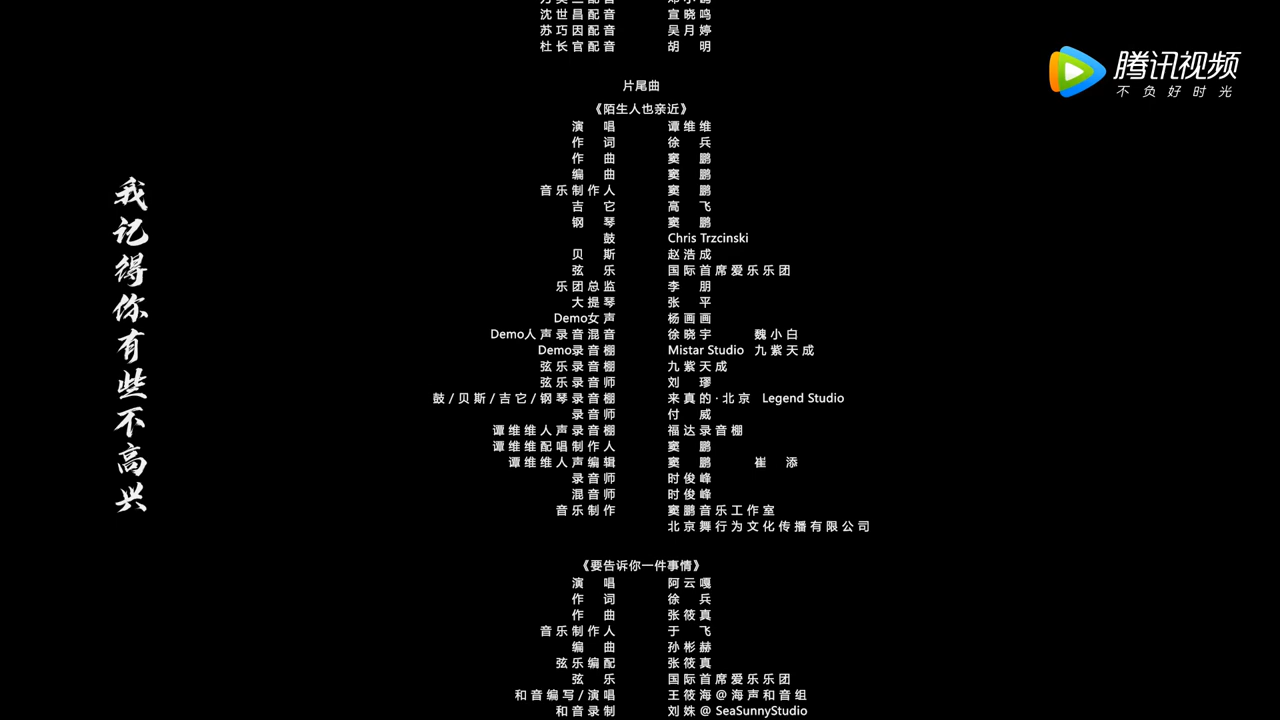 沈世昌配音 宣晓鸣
苏巧因配音 吴月婷
杜长官配音 胡明
片尾曲
《陌生人也亲近》
演唱 谭维维
作词 徐兵
作曲 窦鹏
编曲 窦鹏
音乐制作人 窦鹏
吉它 高飞
钢琴 窦鹏
鼓 Chris Trzcinski
贝斯 赵浩成
弦乐 国际首席爱乐乐团
乐团总监 李朋
大提琴 张平
Demo女声 杨画画
Demo人声录音混音 徐晓宇 魏小白
Demo录音棚 Mistar Studio 九紫天成
弦乐录音棚 九紫天成
弦乐录音师 刘璆
鼓/贝斯/吉它/钢琴录音棚 来真的·北京 Legend Studio
录音师 付威
谭维维人声录音棚 福达录音棚
谭维维配唱制作人 窦鹏
谭维维人声编辑 窦鹏 崔添
录音师 时俊峰
混音师 时俊峰
音乐制作 窦鹏音乐工作室
北京舞行为文化传播有限公司
《要告诉你一件事情》
演唱 阿云嘎
作词 徐兵
作曲 张筱真
音乐制作人 于飞
编曲 孙彬赫
弦乐编配 张筱真
弦乐 国际首席爱乐乐团
和音编写/演唱 王筱海@海声和音组
和音录制 刘姝@SeaSunnyStudio
我记得你有些不高兴
腾讯视频
不负好时光